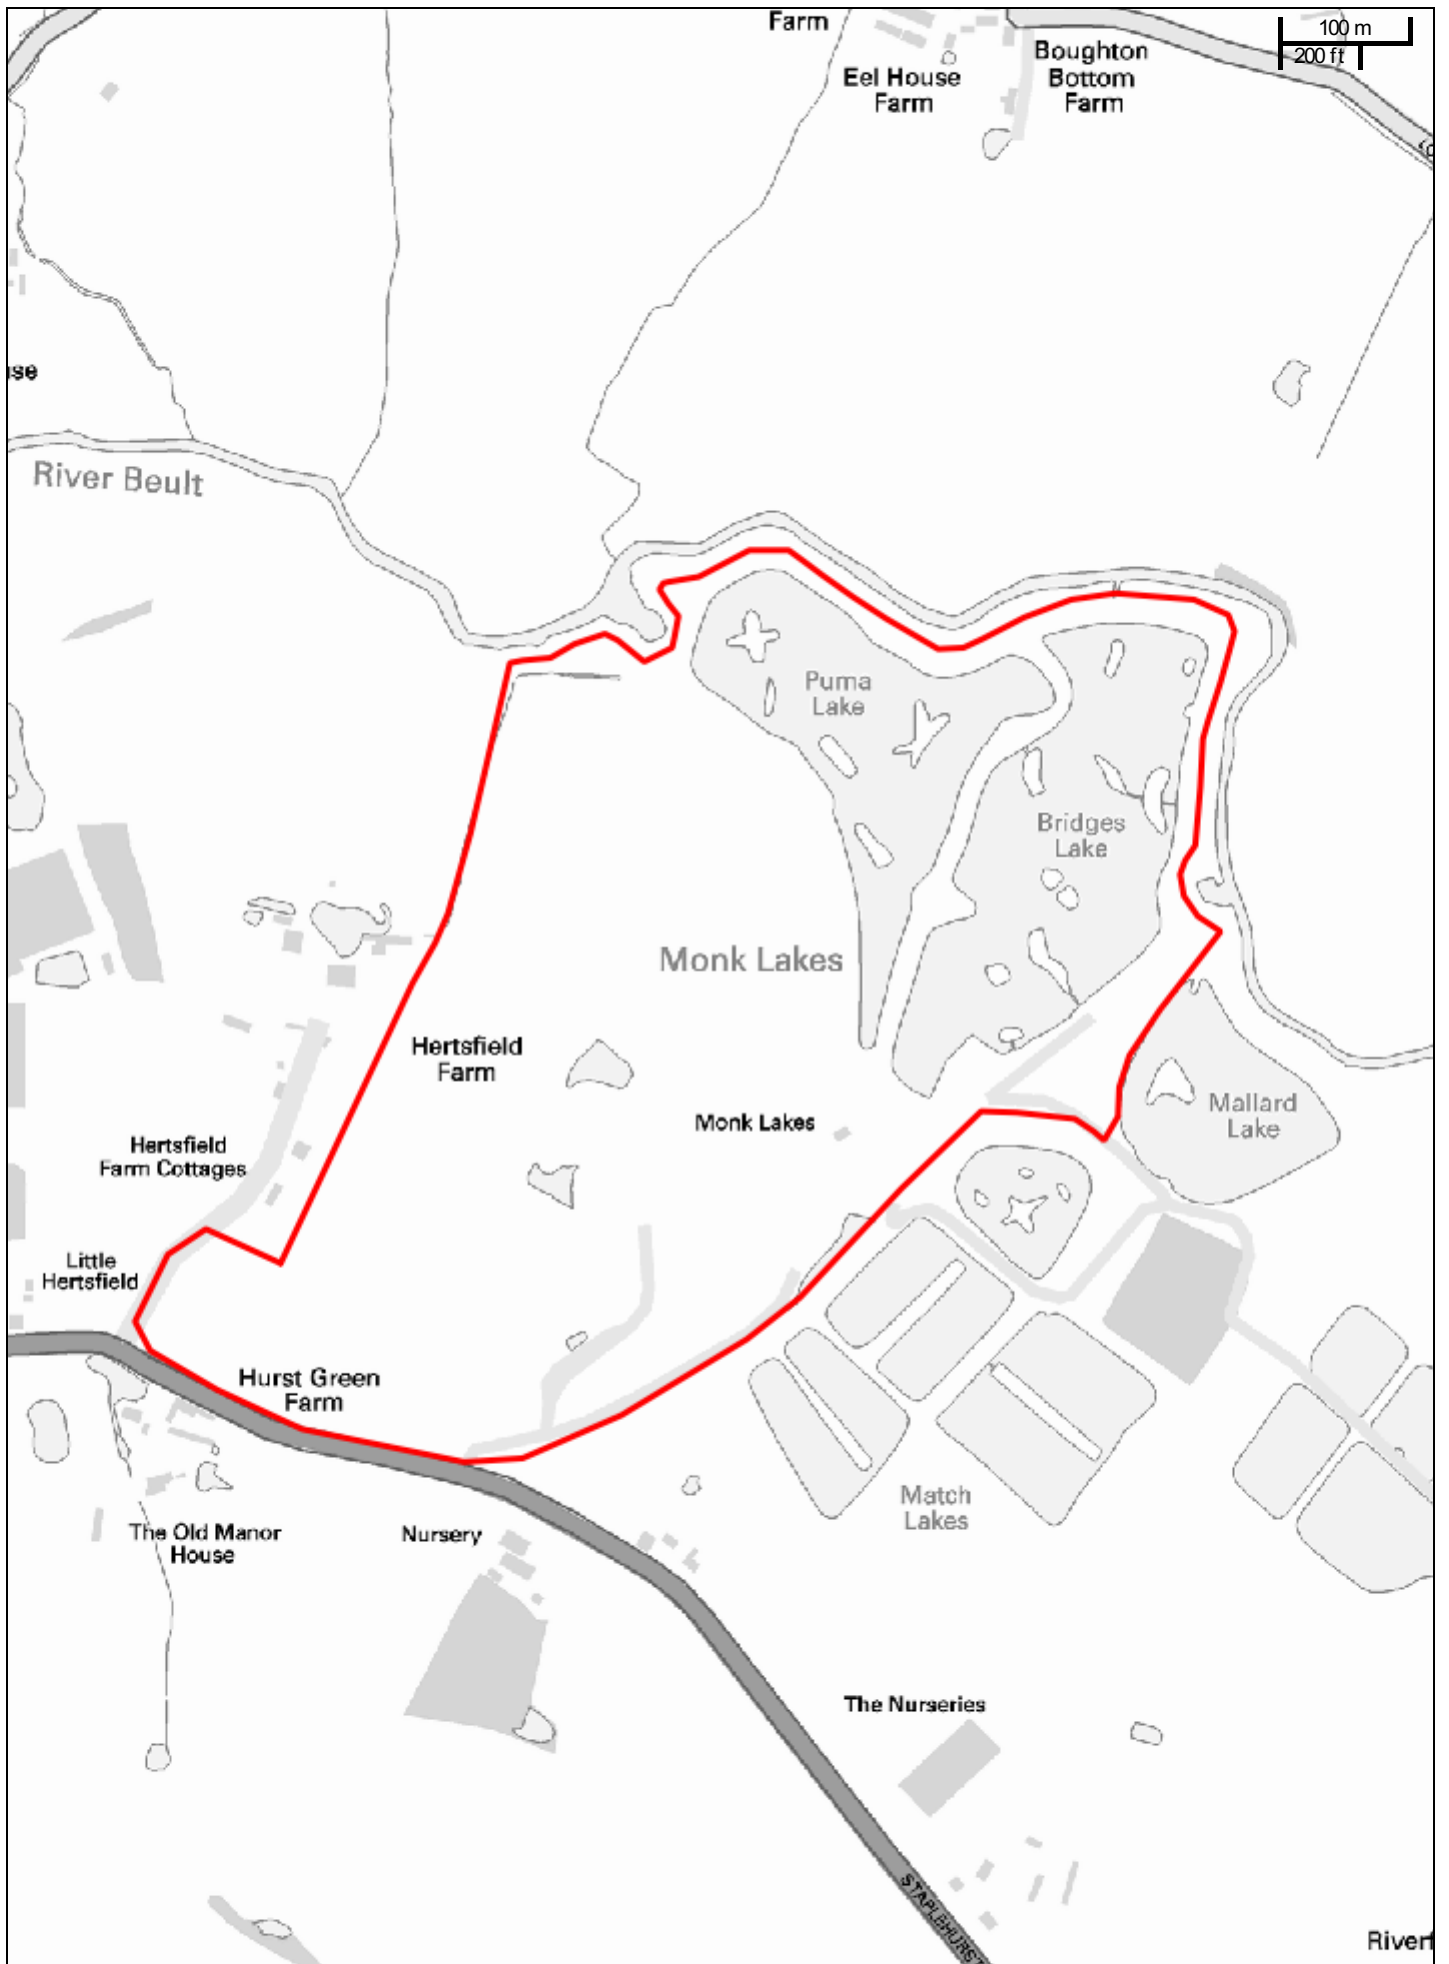 Farm
100 m
200 ft
Eel House
Farm
Boughton
Bottom
Farm
River Beult
Puma
Lake
Bridges
Lake
Monk Lakes
Hertsfield
Farm
Mallard
Lake
Monk Lakes
Hertsfield
Farm Cottages
Little
Hertsfield
Hurst Green
Farm
Match
Lakes
The Old Manor
House
Nursery
The Nurseries
STAPLEHURST